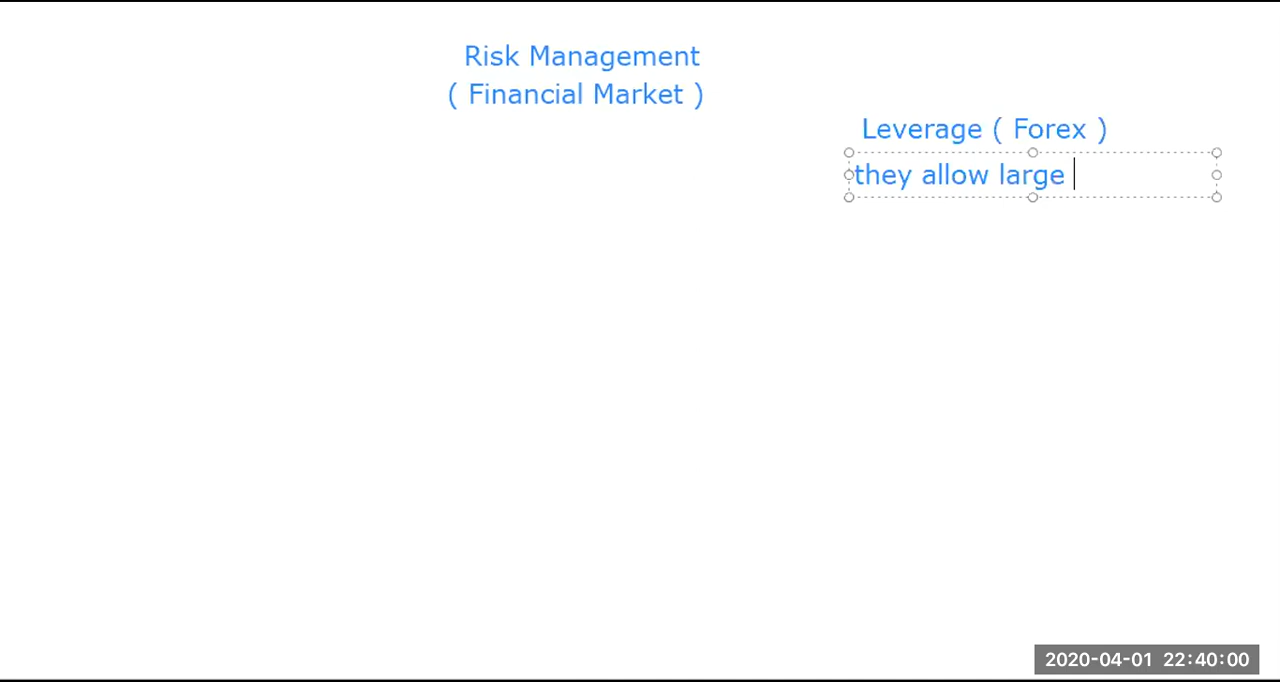 Risk Management
( Financial Market )
Leverage ( Forex )
they allow large
2020-04-01 22:40:00